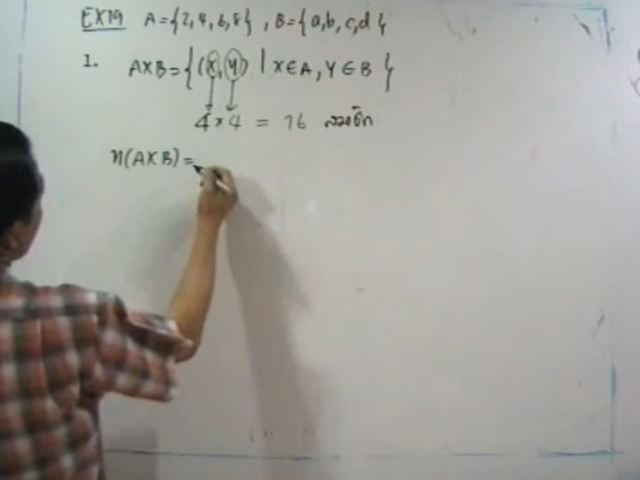 EX19 A={2,4,6,8} , B={a,b,c,d}
1. A×B={(x,y) | x∈A, y∈B}
4×4 = 16 สมาชิก
n(A×B)=